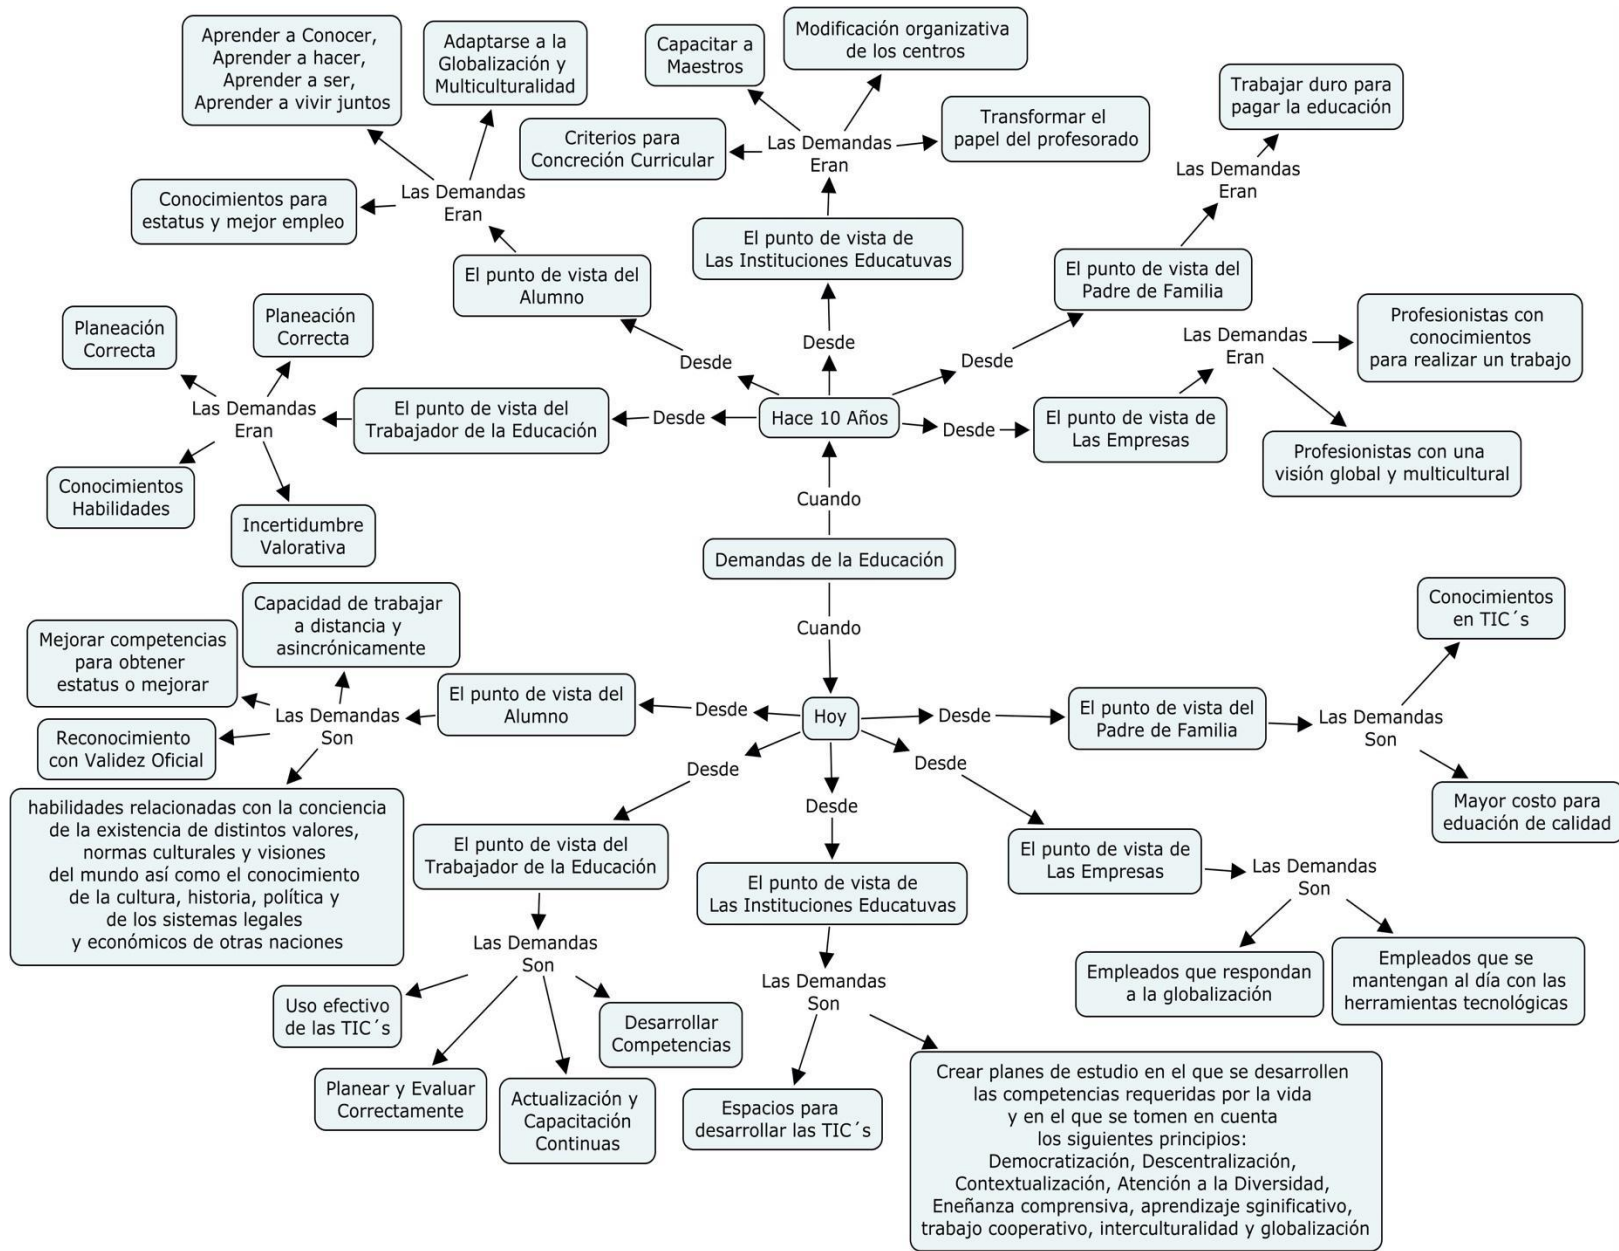 Aprender a Conocer,
Aprender a hacer,
Aprender a ser,
Aprender a vivir juntos
Adaptarse a la
Globalización y
Multiculturalidad
Capacitar a
Maestros
Modificación organizativa
de los centros
Trabajar duro para
pagar la educación
Criterios para
Concreción Curricular
Las Demandas
Eran
Transformar el
papel del profesorado
Las Demandas
Eran
Conocimientos para
estatus y mejor empleo
Las Demandas
Eran
El punto de vista de
Las Instituciones Educatuvas
El punto de vista del
Alumno
El punto de vista del
Padre de Familia
Planeación
Correcta
Planeación
Correcta
Desde
Desde
Desde
Las Demandas
Eran
Profesionistas con
conocimientos
para realizar un trabajo
Las Demandas
Eran
El punto de vista del
Trabajador de la Educación
Desde
Hace 10 Años
Desde
El punto de vista de
Las Empresas
Profesionistas con una
visión global y multicultural
Conocimientos
Habilidades
Incertidumbre
Valorativa
Cuando
Demandas de la Educación
Cuando
Capacidad de trabajar
a distancia y
asincrónicamente
Mejorar competencias
para obtener
estatus o mejorar
Conocimientos
en TIC´s
Las Demandas
Son
El punto de vista del
Alumno
Desde
Hoy
Desde
El punto de vista del
Padre de Familia
Las Demandas
Son
Reconocimiento
con Validez Oficial
Desde
Desde
Desde
Mayor costo para
eduación de calidad
habilidades relacionadas con la conciencia
de la existencia de distintos valores,
normas culturales y visiones
del mundo así como el conocimiento
de la cultura, historia, política y
de los sistemas legales
y económicos de otras naciones
El punto de vista del
Trabajador de la Educación
El punto de vista de
Las Instituciones Educatuvas
El punto de vista de
Las Empresas
Las Demandas
Son
Las Demandas
Son
Las Demandas
Son
Empleados que respondan
a la globalización
Empleados que se
mantengan al día con las
herramientas tecnológicas
Uso efectivo
de las TIC´s
Desarrollar
Competencias
Planear y Evaluar
Correctamente
Actualización y
Capacitación
Continuas
Espacios para
desarrollar las TIC´s
Crear planes de estudio en el que se desarrollen
las competencias requeridas por la vida
y en el que se tomen en cuenta
los siguientes principios:
Democratización, Descentralización,
Contextualización, Atención a la Diversidad,
Eneñanza comprensiva, aprendizaje sginificativo,
trabajo cooperativo, interculturalidad y globalización